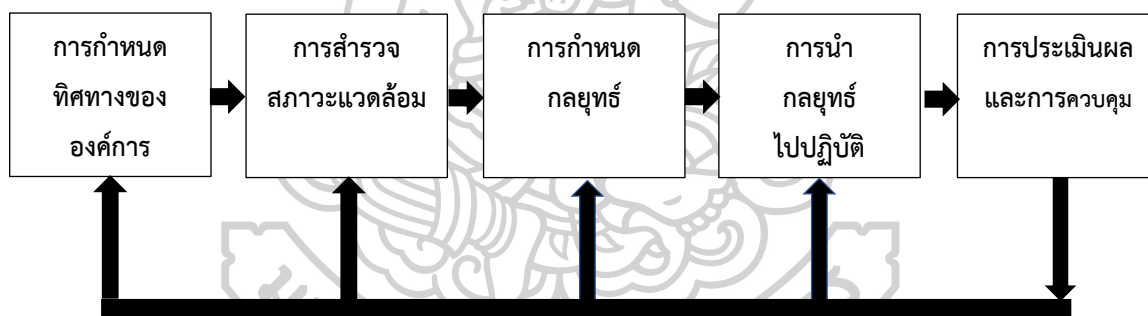 การกำหนด
ทิศทางของ
องค์การ
การสำรวจ
สภาวะแวดล้อม
การกำหนด
กลยุทธ์
การนำ
กลยุทธ์
ไปปฏิบัติ
การประเมินผล
และการควบคุม